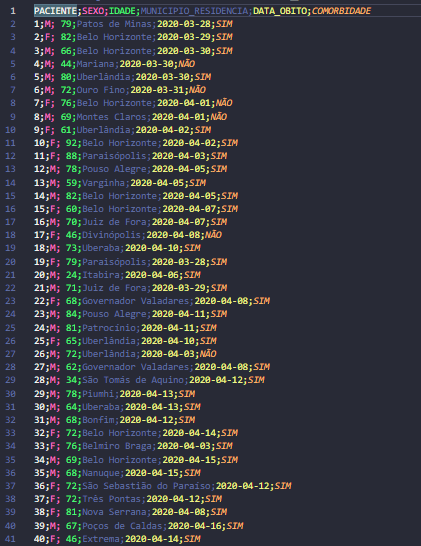 1 PACIENTE;SEXO;IDADE;MUNICIPIO_RESIDENCIA;DATA_OBITO;COMORBIDADE
2 1;M; 79;Patos de Minas;2020-03-28;SIM
3 2;F; 82;Belo Horizonte;2020-03-29;SIM
4 3;M; 66;Belo Horizonte;2020-03-30;SIM
5 4;M; 44;Mariana;2020-03-30;NÃO
6 5;M; 80;Uberlândia;2020-03-30;SIM
7 6;M; 72;Ouro Fino;2020-03-31;NÃO
8 7;F; 76;Belo Horizonte;2020-04-01;NÃO
9 8;M; 69;Montes Claros;2020-04-01;NÃO
10 9;F; 61;Uberlândia;2020-04-02;SIM
11 10;F; 92;Belo Horizonte;2020-04-02;SIM
12 11;F; 88;Paraisópolis;2020-04-03;SIM
13 12;M; 78;Pouso Alegre;2020-04-05;SIM
14 13;M; 59;Varginha;2020-04-05;SIM
15 14;M; 82;Belo Horizonte;2020-04-05;SIM
16 15;F; 60;Belo Horizonte;2020-04-07;SIM
17 16;M; 70;Juiz de Fora;2020-04-07;SIM
18 17;F; 46;Divinópolis;2020-04-08;NÃO
19 18;M; 73;Uberaba;2020-04-10;SIM
20 19;F; 79;Paraisópolis;2020-03-28;SIM
21 20;M; 24;Itabira;2020-04-06;SIM
22 21;M; 71;Juiz de Fora;2020-03-29;SIM
23 22;F; 68;Governador Valadares;2020-04-08;SIM
24 23;M; 84;Pouso Alegre;2020-04-11;SIM
25 24;M; 81;Patrocínio;2020-04-11;SIM
26 25;F; 65;Uberlândia;2020-04-10;SIM
27 26;M; 72;Uberlândia;2020-04-03;NÃO
28 27;M; 62;Governador Valadares;2020-04-08;SIM
29 28;M; 34;São Tomás de Aquino;2020-04-12;SIM
30 29;M; 78;Piumhi;2020-04-13;SIM
31 30;M; 64;Uberaba;2020-04-13;SIM
32 31;M; 68;Bonfim;2020-04-12;SIM
33 32;F; 72;Belo Horizonte;2020-04-14;SIM
34 33;F; 76;Belmiro Braga;2020-04-03;SIM
35 34;M; 69;Belo Horizonte;2020-04-15;SIM
36 35;M; 68;Nanuque;2020-04-15;SIM
37 36;F; 72;São Sebastião do Paraíso;2020-04-12;SIM
38 37;F; 72;Três Pontas;2020-04-12;SIM
39 38;F; 81;Nova Serrana;2020-04-08;SIM
40 39;M; 67;Poços de Caldas;2020-04-16;SIM
41 40;F; 46;Extrema;2020-04-14;SIM